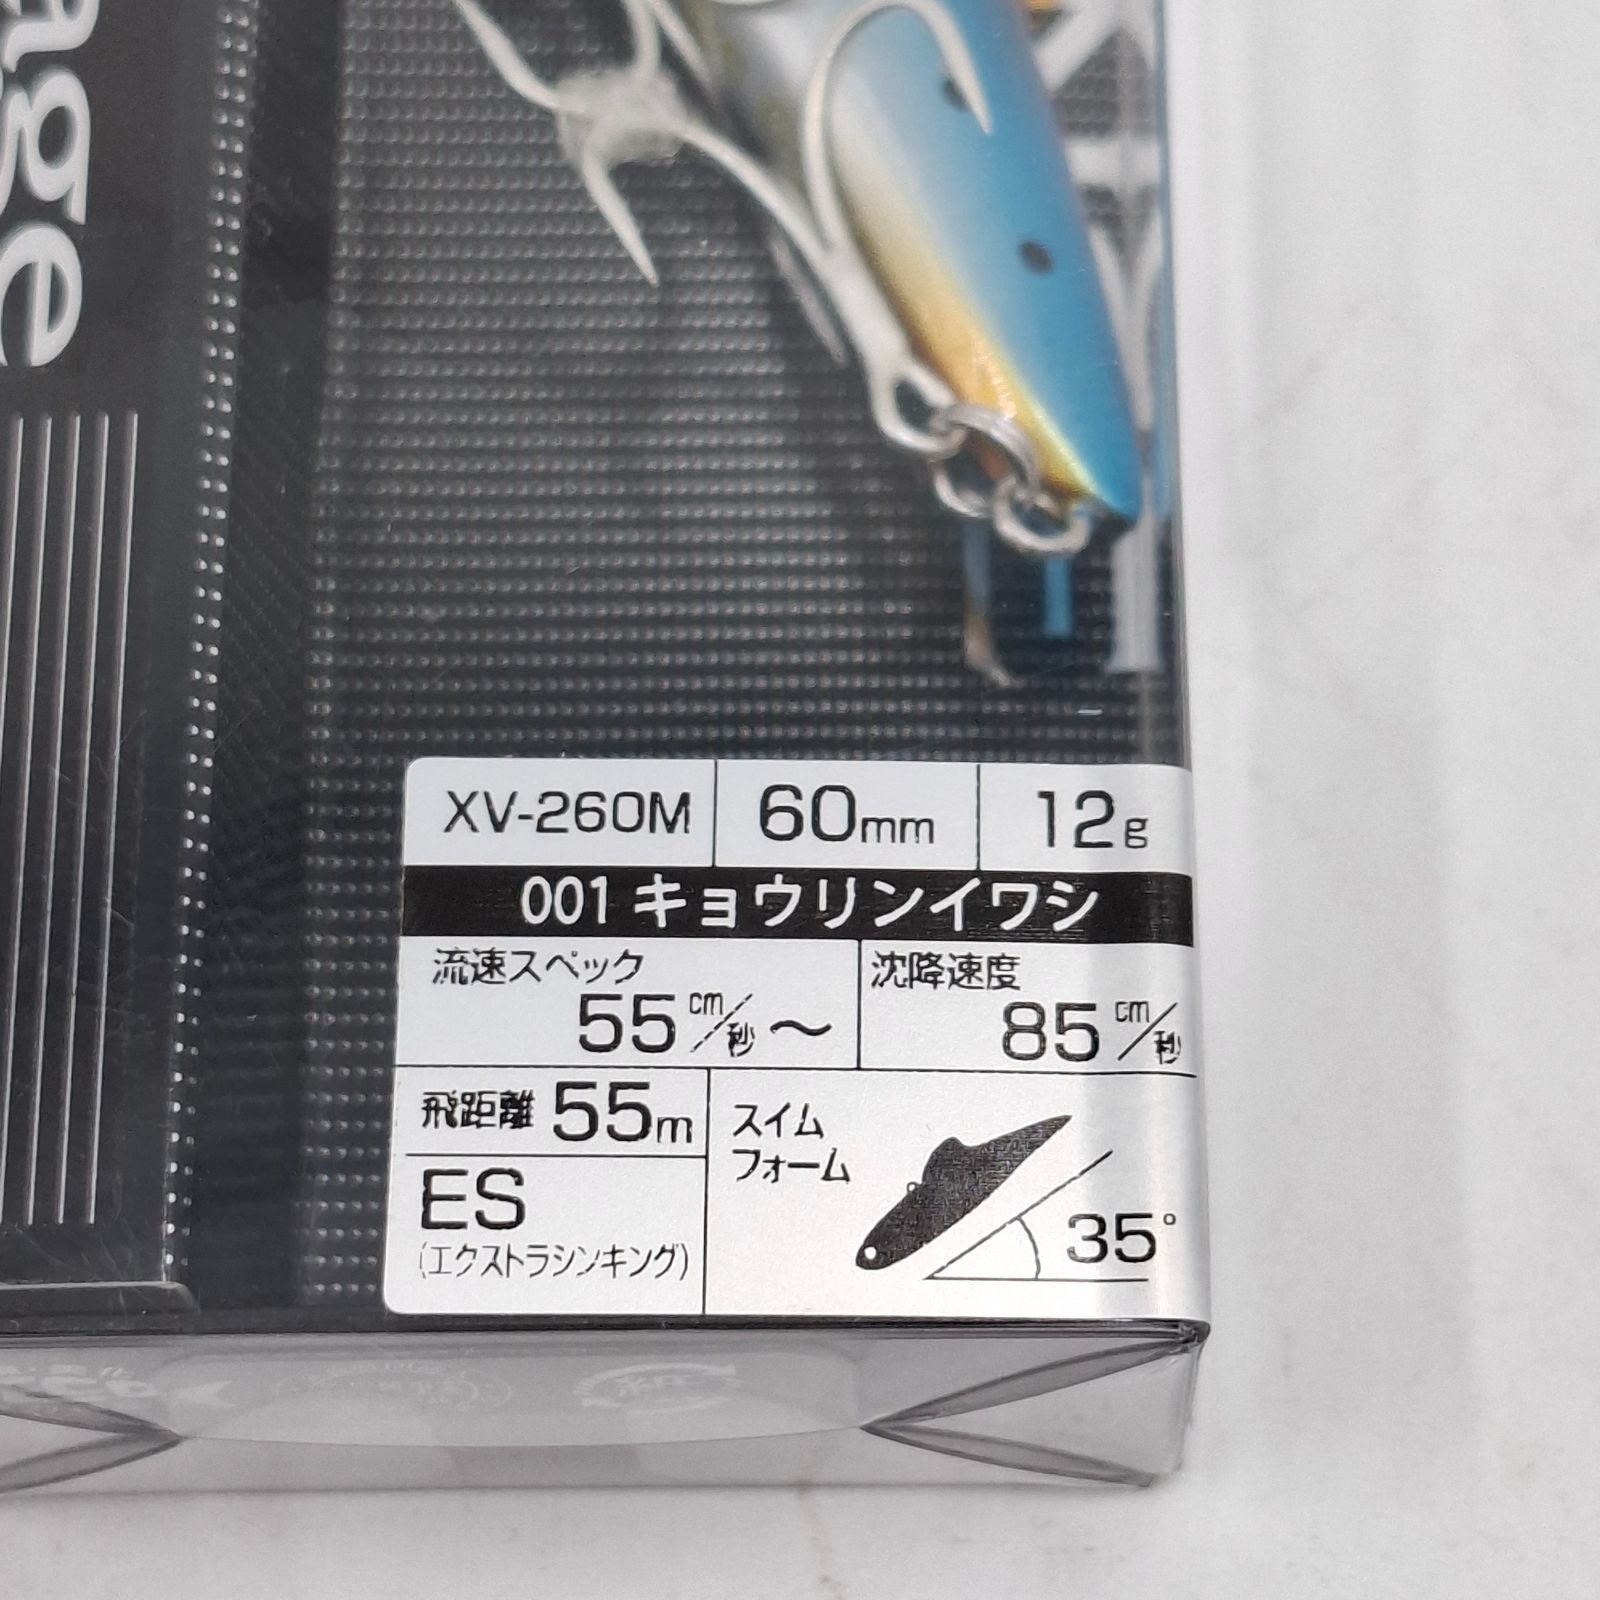 nge
XV-260M 60mm 12g
001 キョウリンイワシ
流速スペック
55cm/秒〜
沈降速度
85cm/秒
飛距離 55m
ES
(エクストラシンキング)
スイム
フォーム
35°